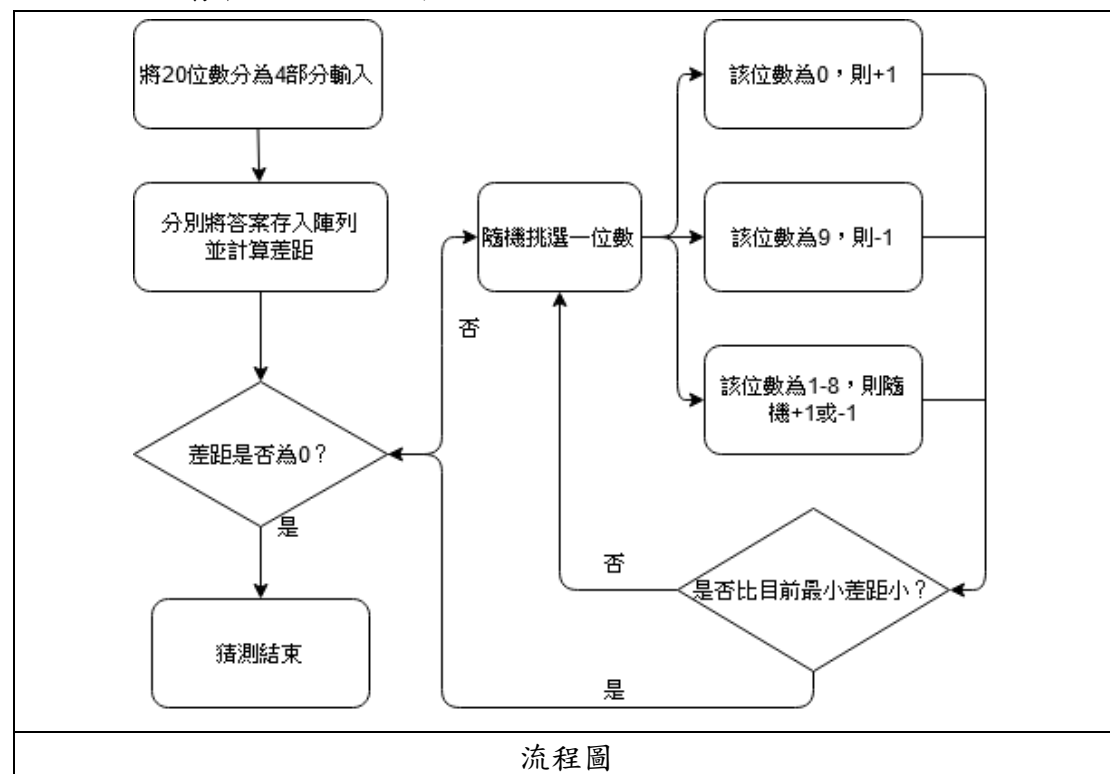 將20位數分為4部分輸入
分別將答案存入陣列
並計算差距
差距是否為0？
是
猜測結束
否
隨機挑選一位數
該位數為0，則+1
該位數為9，則-1
該位數為1-8，則隨
機+1或-1
是否比目前最小差距小？
否
是
流程圖